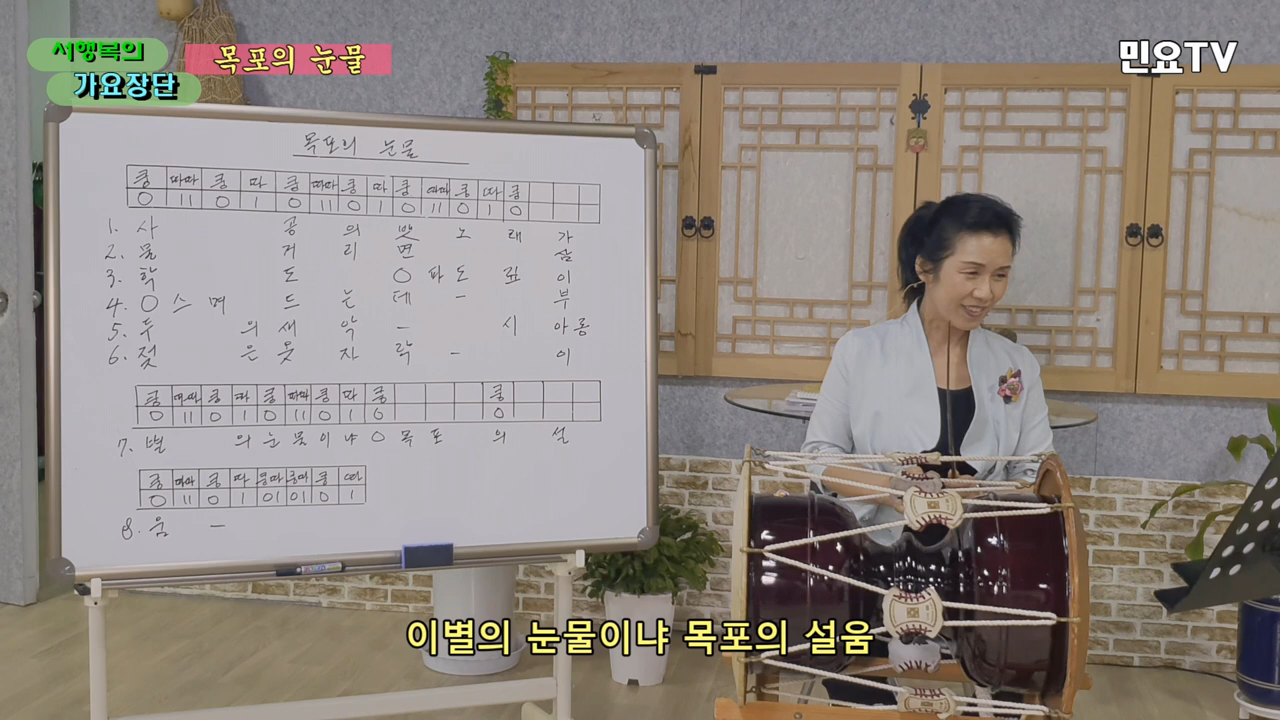 서행복의
가요장단
목포의 눈물
민요TV
목포의 눈물
쿵 따따 쿵 따 쿵 따따 쿵 따 쿵 따따 쿵 따 쿵
○ ｜｜ ○ ｜ ○ ｜｜ ○ ｜ ○ ｜｜ ○ ｜ ○
1. 사 공 의 뱃 노 래 가
2. 물 거 리 면 삼
3. 학 도 ○ 파 도 깊 이
4. ○ 스 며 드 는 데 - 부
5. 두 의 새 악 - 시 아롱
6. 젖 은 옷 자 락 - 이
쿵 따따 쿵 따 쿵 따따 쿵 따 쿵 쿵
○ ｜｜ ○ ｜ ○ ｜｜ ○ ｜ ○ ○
7. 별 의 눈 물 이 냐 ○ 목 포 의 설
쿵 따따 쿵 따 쿵따 쿵따 쿵 따
○ ｜｜ ○ ｜ ○｜ ○｜ ○ ｜
8. 움 -
이별의 눈물이냐 목포의 설움